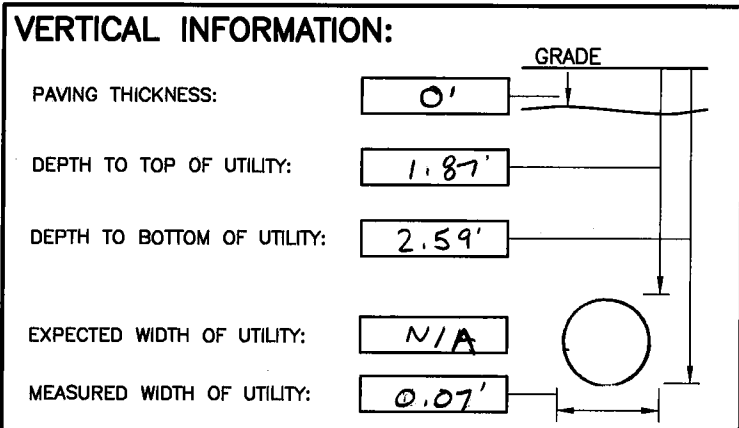 VERTICAL INFORMATION:
GRADE
PAVING THICKNESS: 0'
DEPTH TO TOP OF UTILITY: 1.87'
DEPTH TO BOTTOM OF UTILITY: 2.59'
EXPECTED WIDTH OF UTILITY: N/A
MEASURED WIDTH OF UTILITY: 0.07'